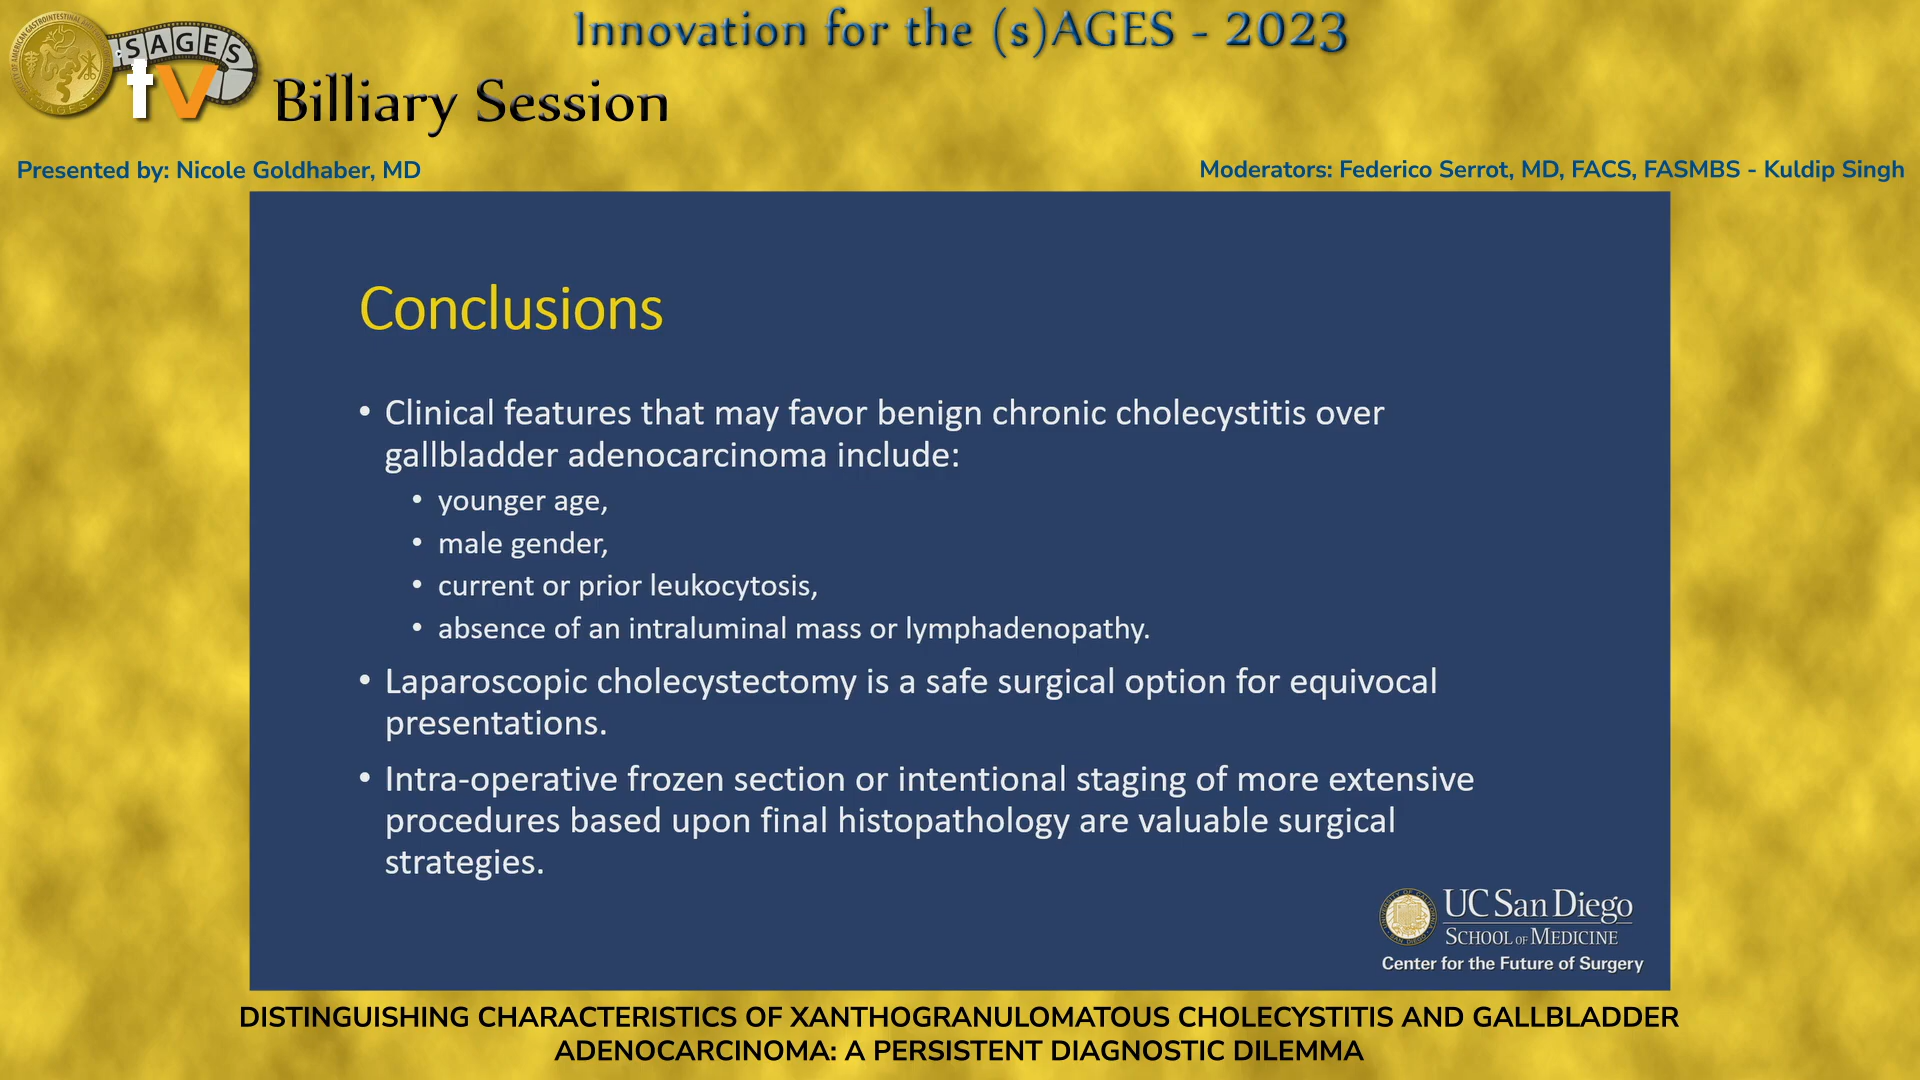 Innovation for the (s)AGES - 2023
SAGES
tv
Billiary Session
Presented by: Nicole Goldhaber, MD
Moderators: Federico Serrot, MD, FACS, FASMBS - Kuldip Singh
Conclusions
• Clinical features that may favor benign chronic cholecystitis over
gallbladder adenocarcinoma include:
• younger age,
• male gender,
• current or prior leukocytosis,
• absence of an intraluminal mass or lymphadenopathy.
• Laparoscopic cholecystectomy is a safe surgical option for equivocal
presentations.
• Intra-operative frozen section or intentional staging of more extensive
procedures based upon final histopathology are valuable surgical
strategies.
UC San Diego
SCHOOL OF MEDICINE
Center for the Future of Surgery
DISTINGUISHING CHARACTERISTICS OF XANTHOGRANULOMATOUS CHOLECYSTITIS AND GALLBLADDER
ADENOCARCINOMA: A PERSISTENT DIAGNOSTIC DILEMMA